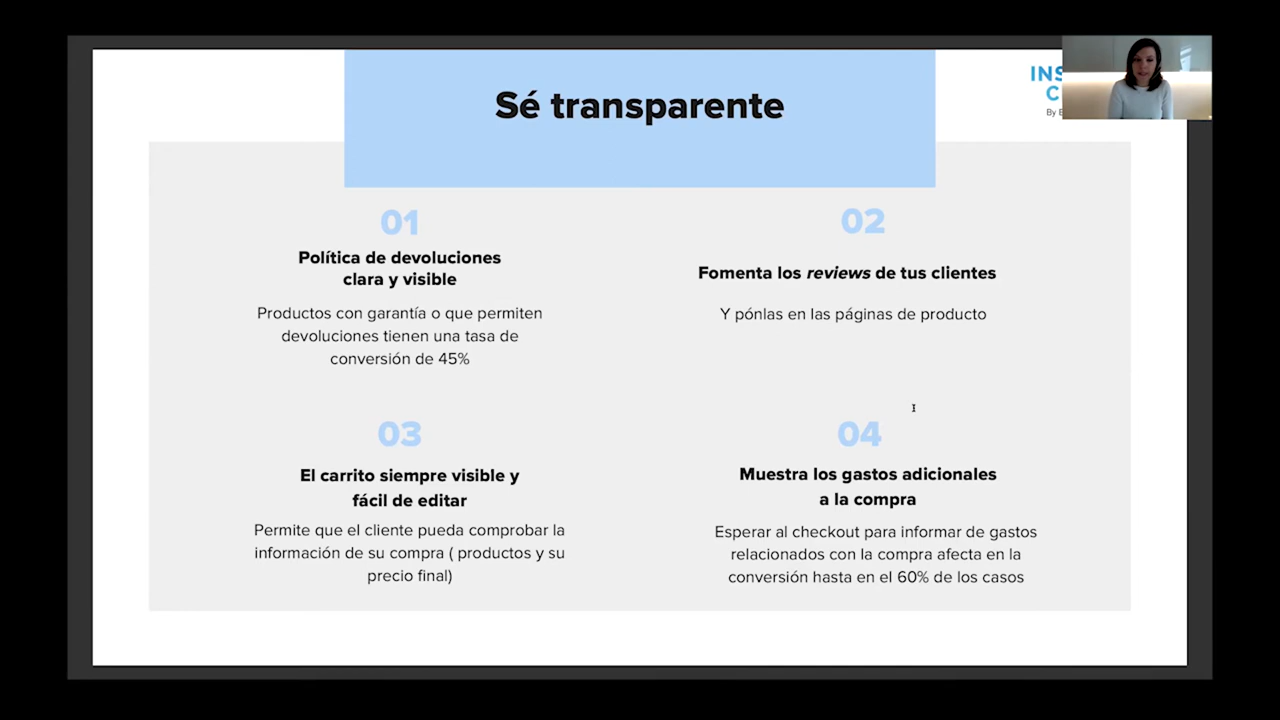 Sé transparente
01
Política de devoluciones
clara y visible
Productos con garantía o que permiten
devoluciones tienen una tasa de
conversión de 45%
02
Fomenta los reviews de tus clientes
Y pónlas en las páginas de producto
03
El carrito siempre visible y
fácil de editar
Permite que el cliente pueda comprobar la
información de su compra ( productos y su
precio final)
04
Muestra los gastos adicionales
a la compra
Esperar al checkout para informar de gastos
relacionados con la compra afecta en la
conversión hasta en el 60% de los casos
By